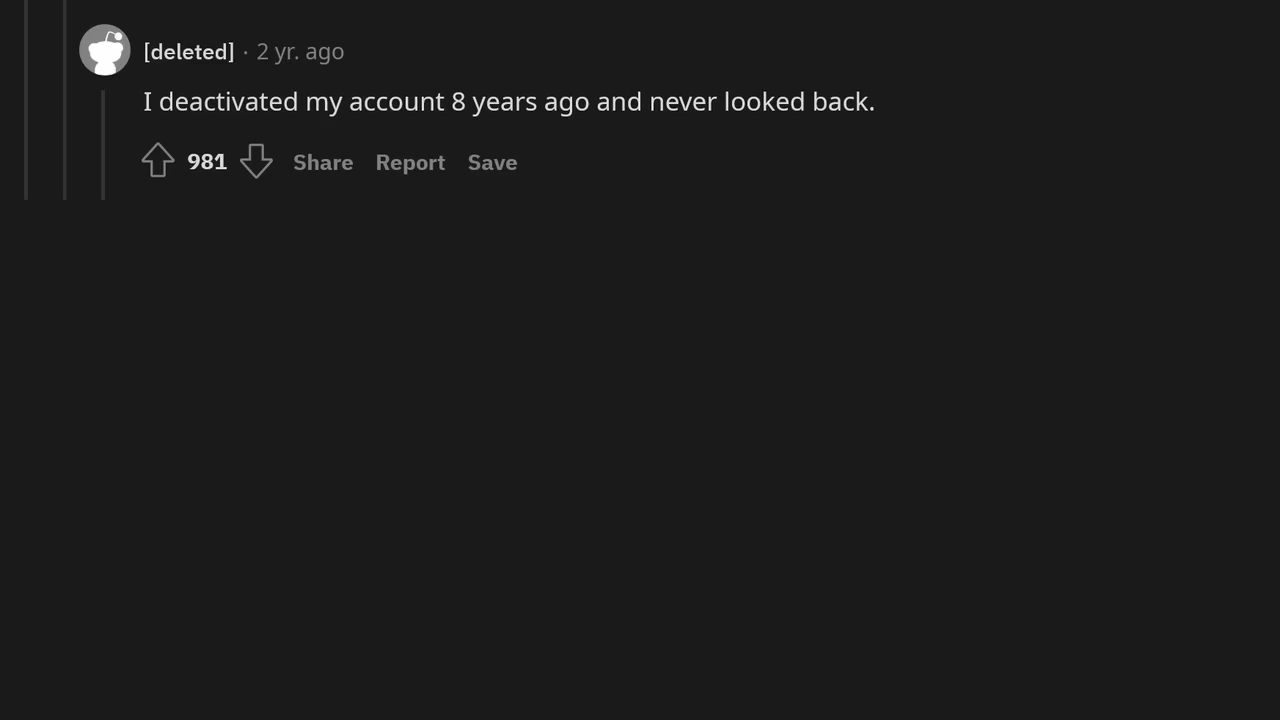 [deleted] · 2 yr. ago
I deactivated my account 8 years ago and never looked back.
981 Share Report Save